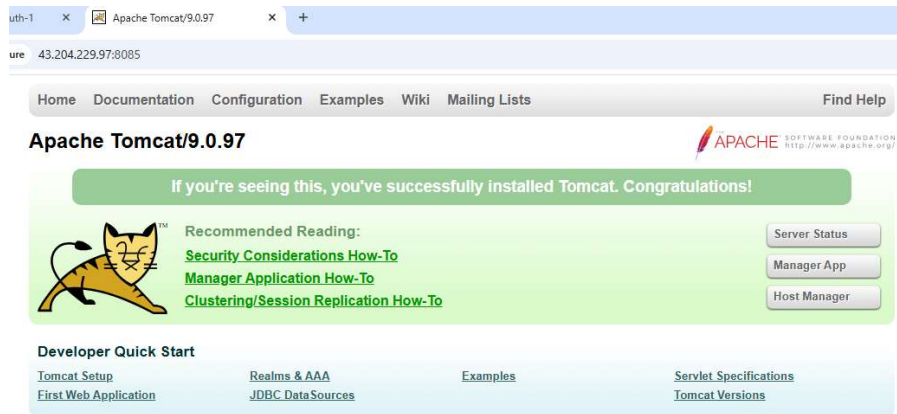 uth-1 × Apache Tomcat/9.0.97 × +
ure 43.204.229.97:8085
Home Documentation Configuration Examples Wiki Mailing Lists Find Help
Apache Tomcat/9.0.97
THE APACHE SOFTWARE FOUNDATION
http://www.apache.org/
If you're seeing this, you've successfully installed Tomcat. Congratulations!
TM
Recommended Reading:
Security Considerations How-To
Manager Application How-To
Clustering/Session Replication How-To
Server Status
Manager App
Host Manager
Developer Quick Start
Tomcat Setup Realms & AAA Examples Servlet Specifications
First Web Application JDBC DataSources Tomcat Versions